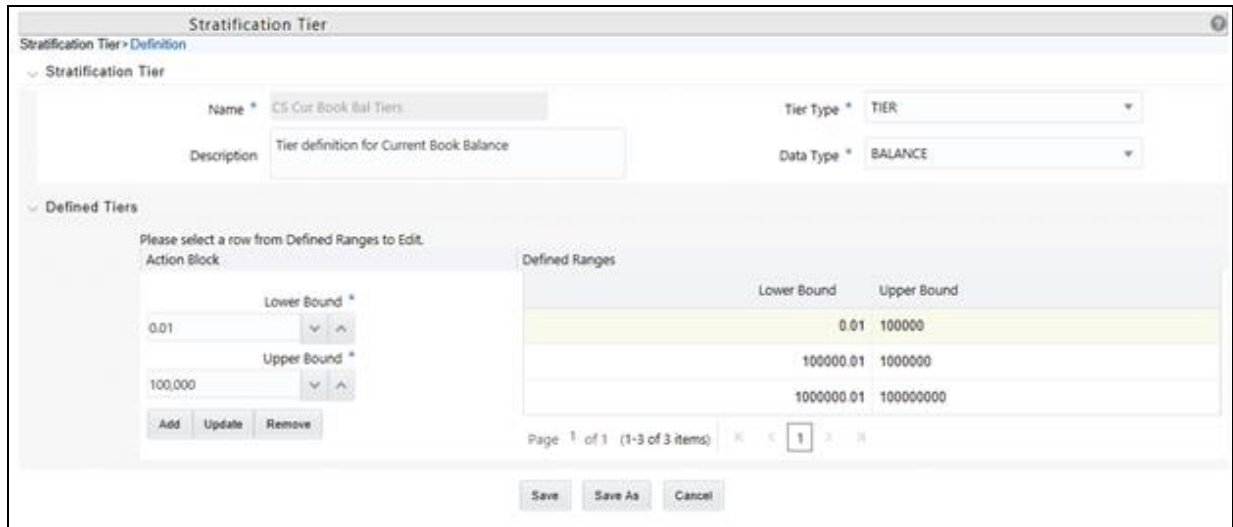 Stratification Tier
Stratification Tier > Definition
Stratification Tier
Name * CS Cur Book Bal Tiers Tier Type * TIER
Description Tier definition for Current Book Balance Data Type * BALANCE
Defined Tiers
Please select a row from Defined Ranges to Edit.
Action Block Defined Ranges
Lower Bound Upper Bound
Lower Bound *
0.01
0.01 100000
Upper Bound *
100000.01 1000000
100,000
1000000.01 100000000
Add Update Remove
Page 1 of 1 (1-3 of 3 items) 1
Save Save As Cancel